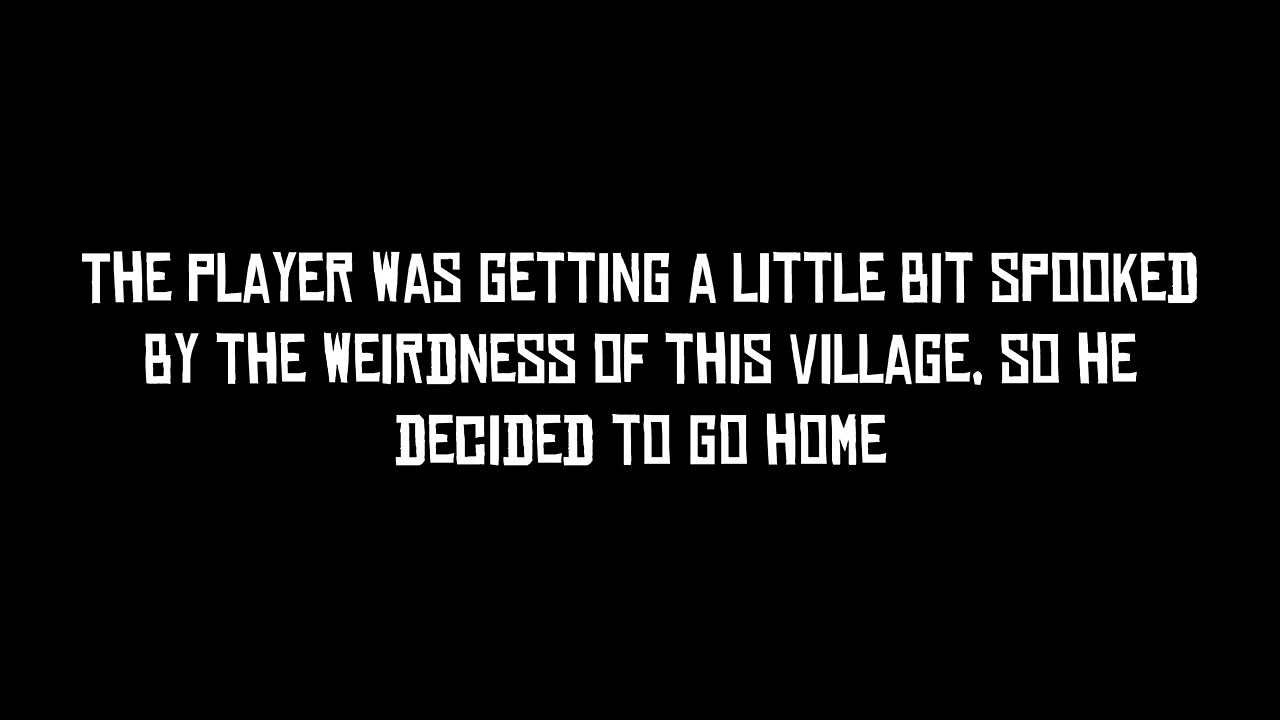 THE PLAYER WAS GETTING A LITTLE BIT SPOOKED
BY THE WEIRDNESS OF THIS VILLAGE, SO HE
DECIDED TO GO HOME